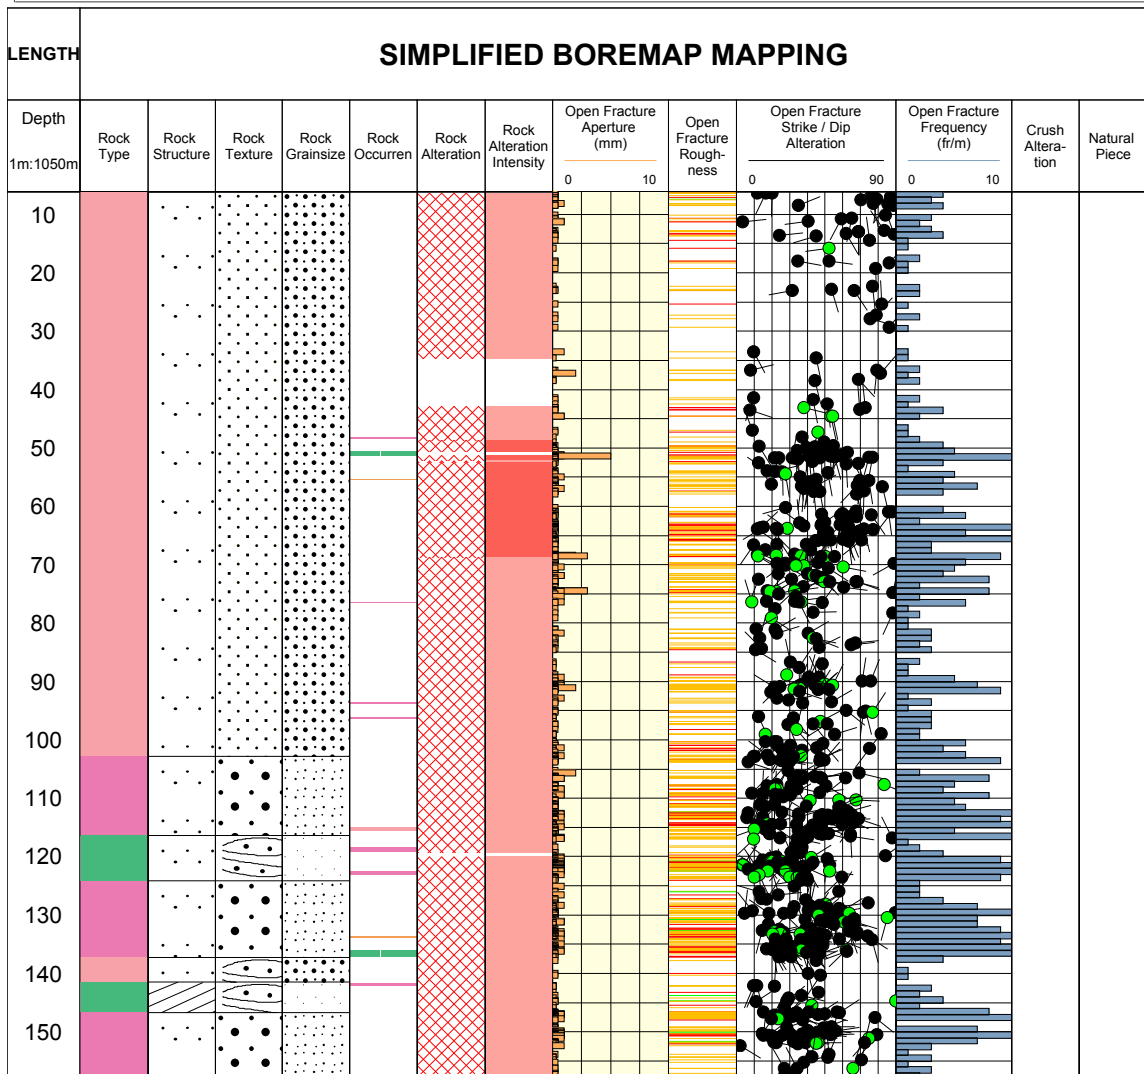 LENGTH
SIMPLIFIED BOREMAP MAPPING
Depth
1m:1050m
Rock
Type
Rock
Structure
Rock
Texture
Rock
Grainsize
Rock
Occurren
Rock
Alteration
Rock
Alteration
Intensity
Open Fracture
Aperture
(mm)
0 10
Open
Fracture
Rough-
ness
Open Fracture
Strike / Dip
Alteration
0 90
Open Fracture
Frequency
(fr/m)
0 10
Crush
Altera-
tion
Natural
Piece
10
20
30
40
50
60
70
80
90
100
110
120
130
140
150